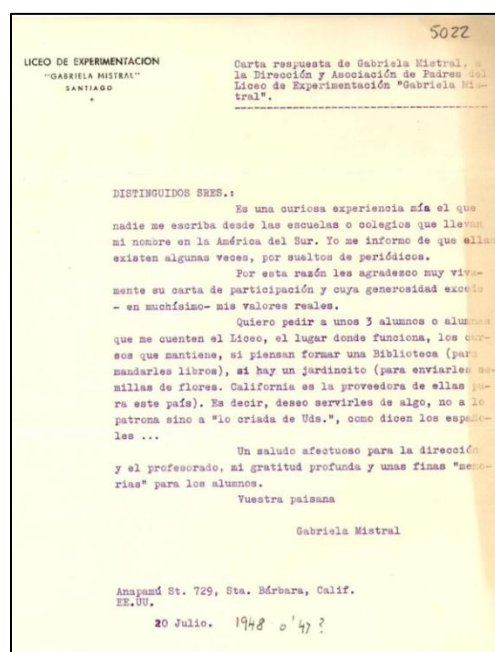 5022
LICEO DE EXPERIMENTACION
"GABRIELA MISTRAL"
SANTIAGO
Carta respuesta de Gabriela Mistral, a
la Dirección y Asociación de Padres del
Liceo de Experimentación "Gabriela Mis-
tral".
DISTINGUIDOS SRES.:
Es una curiosa experiencia mía el que
nadie me escriba desde las escuelas o colegios que llevan
mi nombre en la América del Sur. Yo me informo de que ellas
existen algunas veces, por sueltos de periódicos.
Por esta razón les agradesco muy viva-
mente su carta de participación y cuya generosidad excede
- en muchísimo- mis valores reales.
Quiero pedir a unos 3 alumnos o alumnas
que me cuenten el Liceo, el lugar donde funciona, los cur-
sos que mantiene, si piensan formar una Biblioteca (para
mandarles libros), si hay un jardincito (para enviarles se-
millas de flores. California es la proveedora de ellas pa-
ra este país). Es decir, deseo servirles de algo, no a lo
patrona sino a "lo criada de Uds.", como dicen los españo-
les ...
Un saludo afectuoso para la dirección
y el profesorado, mi gratitud profunda y unas finas "memo-
rias" para los alumnos.
Vuestra paisana
Gabriela Mistral
Anapamú St. 729, Sta. Bárbara, Calif.
EE.UU.
20 Julio. 1948 o '47 ?